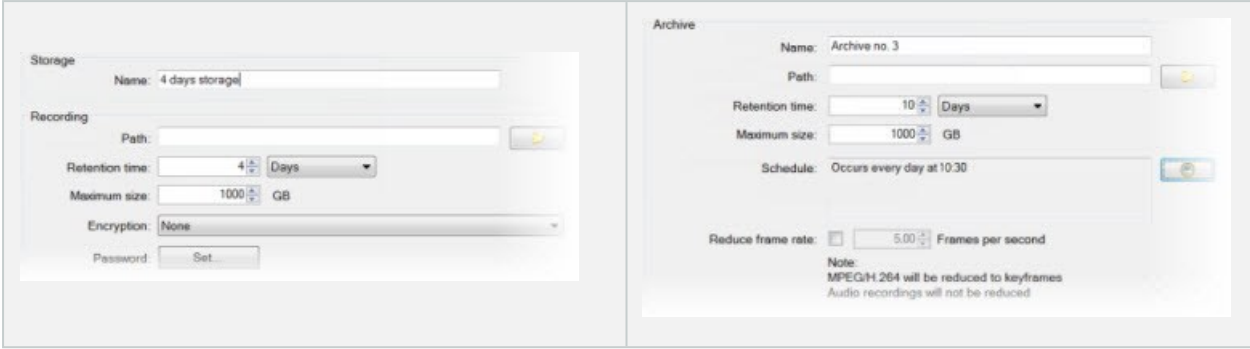 Storage
Name: 4 days storage
Recording
Path:
Retention time: 4 Days
Maximum size: 1000 GB
Encryption: None
Password: Set...
Archive
Name: Archive no. 3
Path:
Retention time: 10 Days
Maximum size: 1000 GB
Schedule: Occurs every day at 10:30
Reduce frame rate: 5.00 Frames per second
Note:
MPEG/H.264 will be reduced to keyframes
Audio recordings will not be reduced